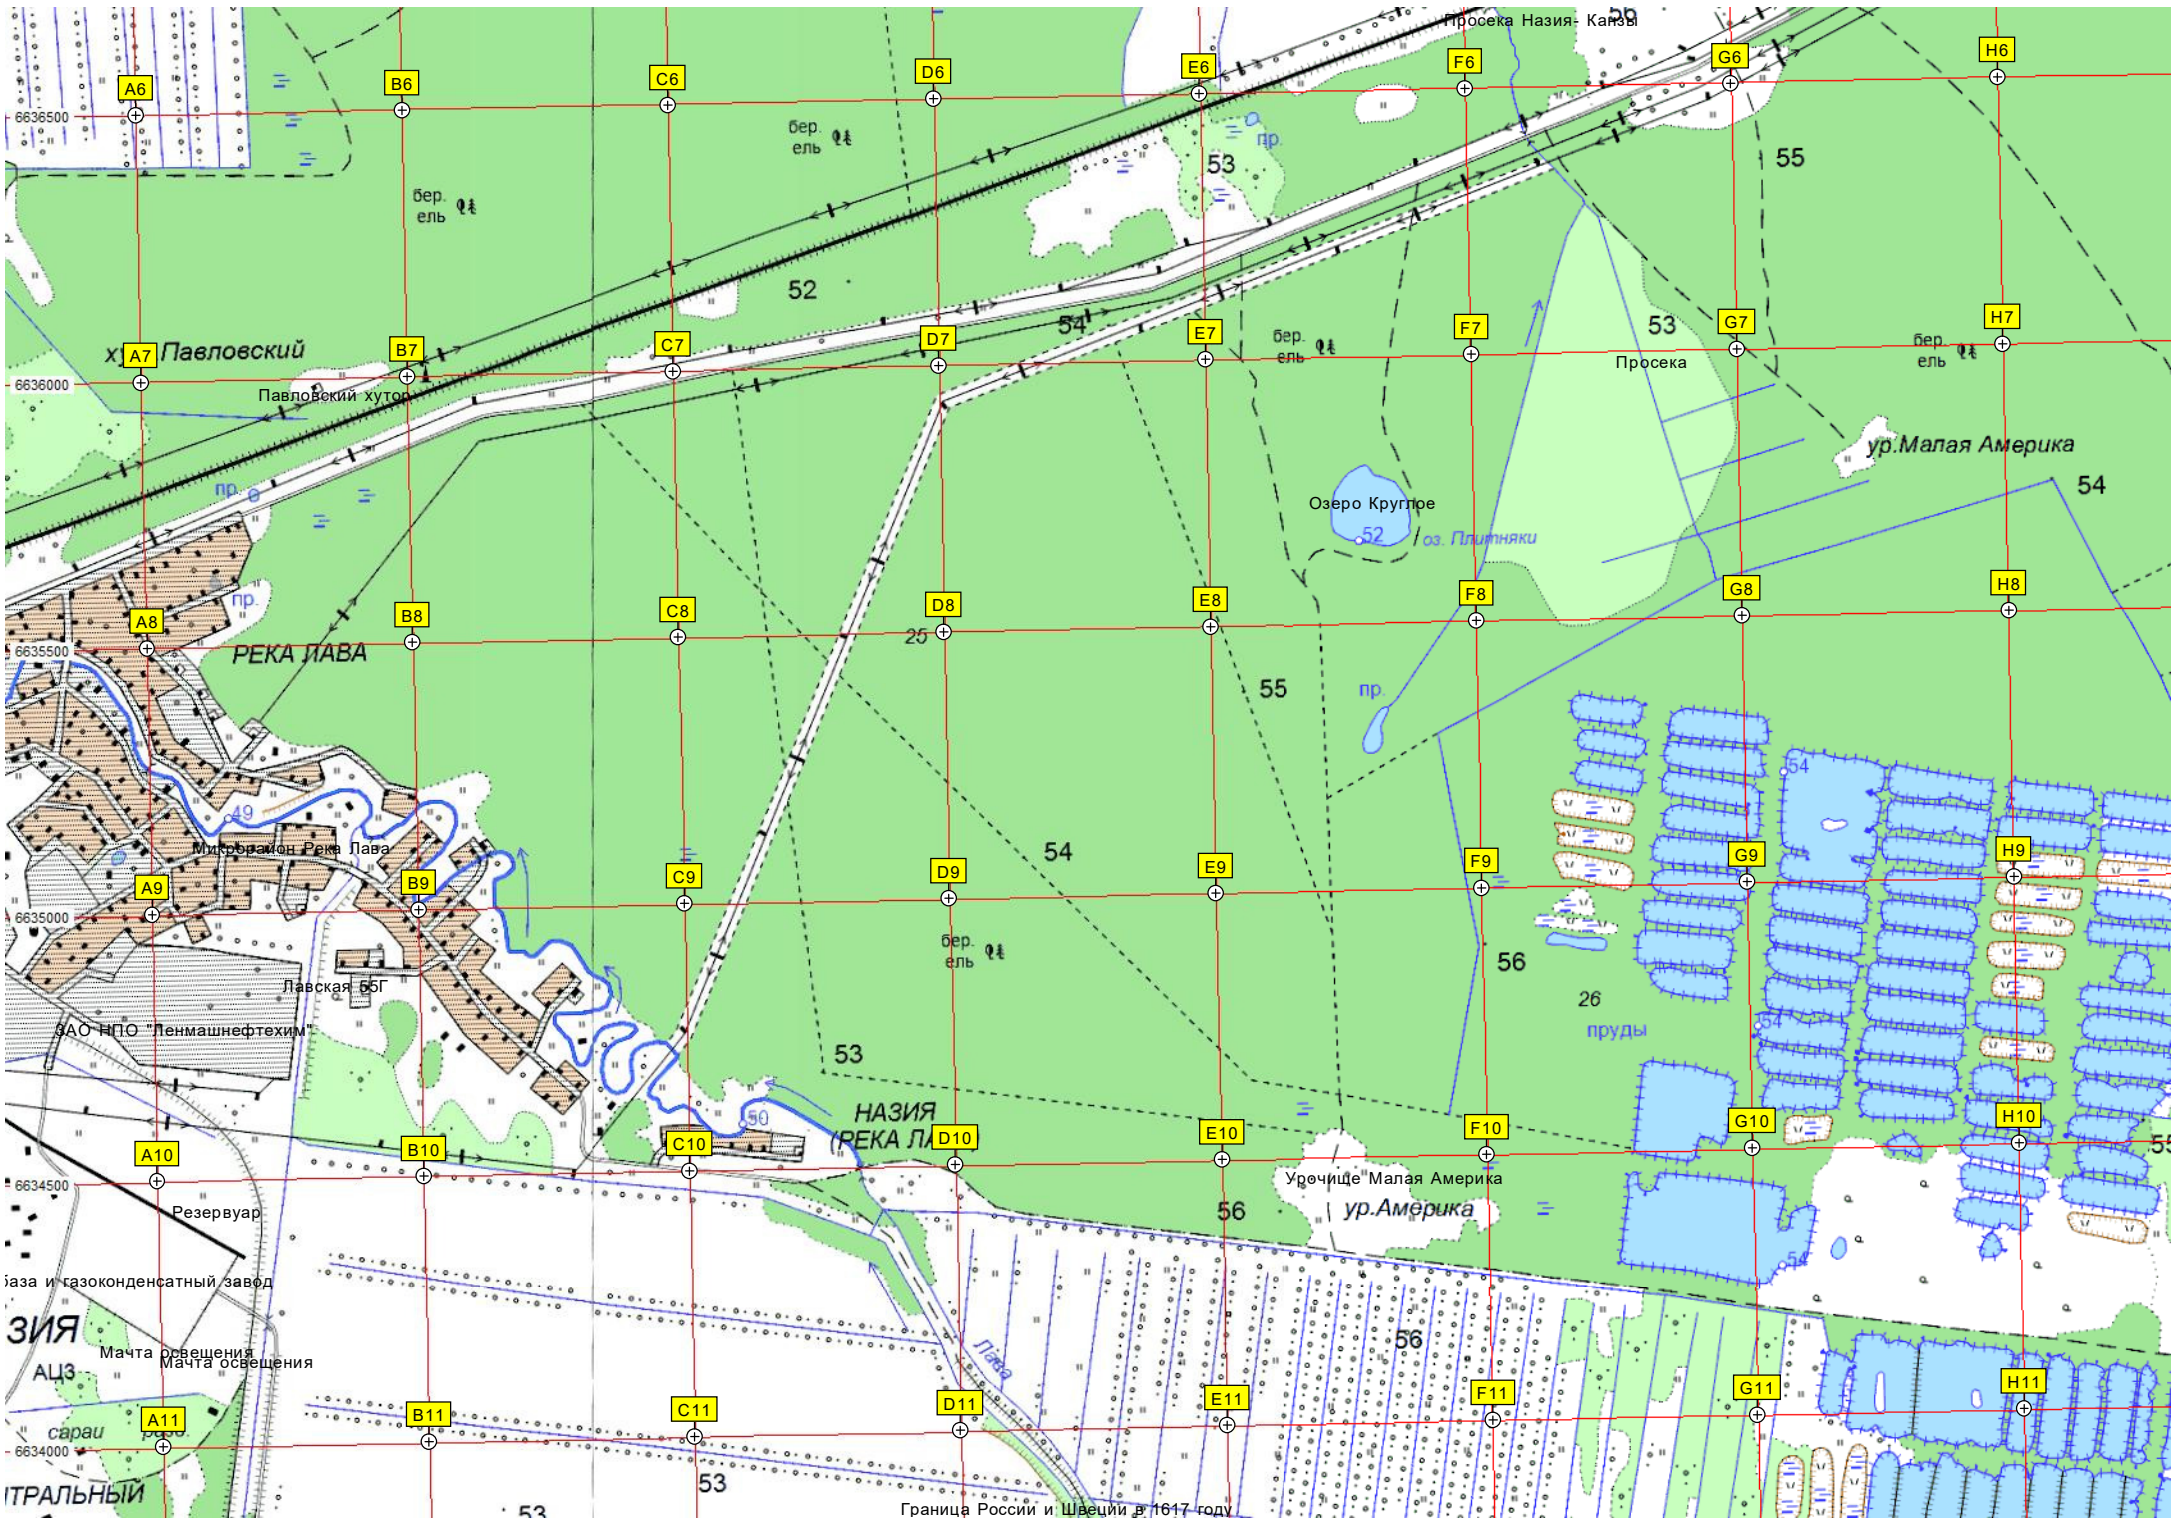 56
Просека Назия- Канзы
A6
B6
C6
D6
E6
F6
G6
H6
6636500
бер.
ель
пр.
53
55
бер.
ель
52
54
53
A7
B7
C7
D7
E7
F7
G7
H7
Павловский
бер.
ель
бер.
ель
Просека
6636000
Павловский хутор
ур.Малая Америка
54
пр.
Озеро Круглое
52
оз. Плитняки
пр.
A8
B8
C8
D8
E8
F8
G8
H8
25
6635500
РЕКА ЛАВА
55
пр.
54
49
Микрорайон Река Лава
54
A9
B9
C9
D9
E9
F9
G9
H9
6635000
бер.
ель
56
Лавская 55Г
26
пруды
54
ЗАО НПО "Ленмашнефтехим"
53
50
НАЗИЯ
(РЕКА ЛА
A10
B10
C10
D10
E10
F10
G10
H10
55
6634500
Урочище Малая Америка
Резервуар
56
ур.Америка
54
база и газоконденсатный завод
ЗИЯ
Мачта освещения
Мачта освещения
АЦЗ
56
Лава
A11
B11
C11
D11
E11
F11
G11
H11
сараи
6634000
53
ТРАЛЬНЫЙ
53
Граница России и Швеции в 1617 году